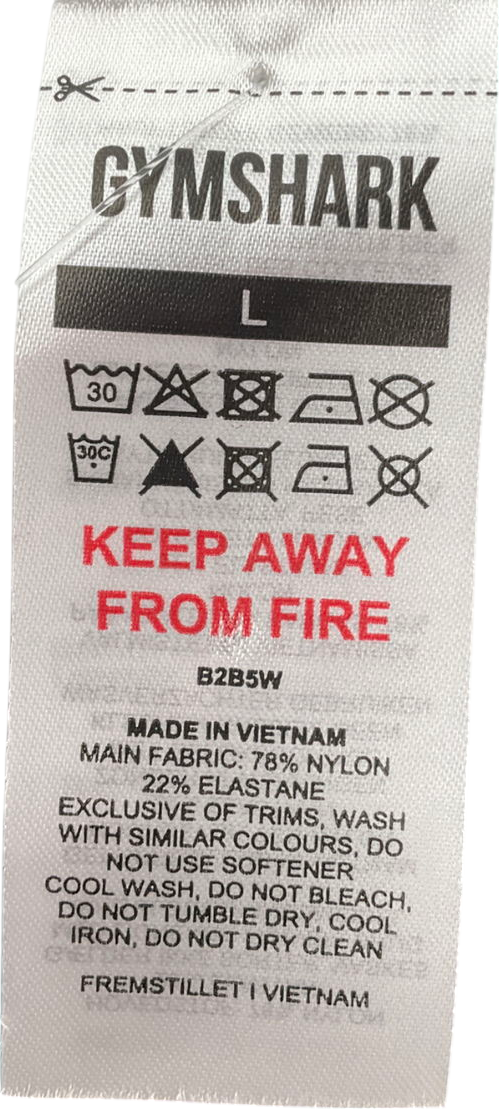 GYMSHARK
L
30
30C
KEEP AWAY
FROM FIRE
B2B5W
MADE IN VIETNAM
MAIN FABRIC: 78% NYLON
22% ELASTANE
EXCLUSIVE OF TRIMS, WASH
WITH SIMILAR COLOURS, DO
NOT USE SOFTENER
COOL WASH, DO NOT BLEACH,
DO NOT TUMBLE DRY, COOL
IRON, DO NOT DRY CLEAN
FREMSTILLET I VIETNAM